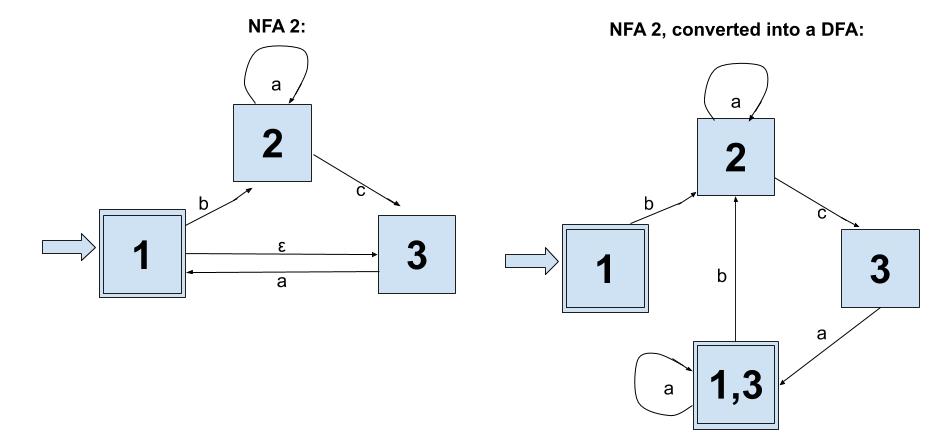 NFA 2:
a
2
b
c
1
ε
a
3
NFA 2, converted into a DFA:
a
2
b
c
1
3
b
a
a
1,3